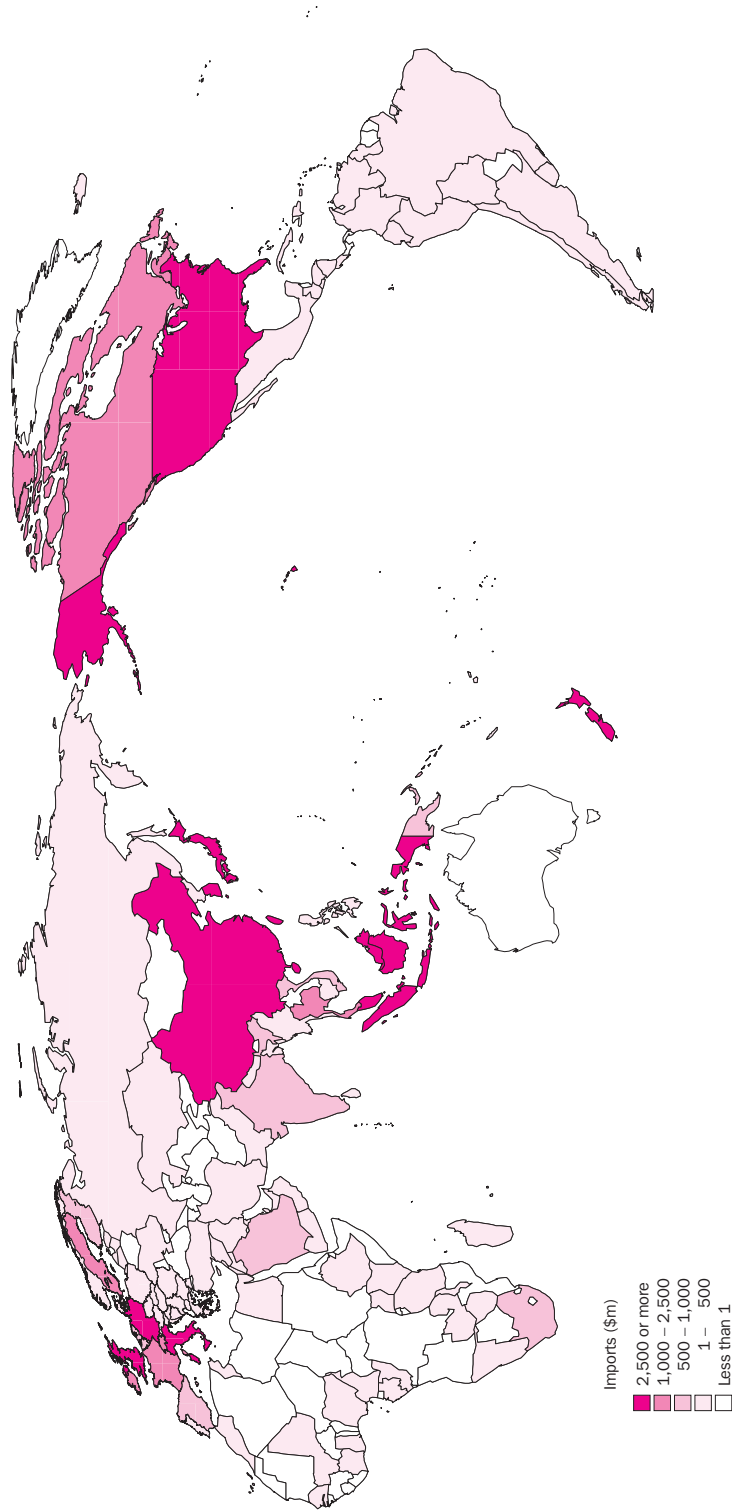 Imports ($m)
2,500 or more
1,000 – 2,500
500 – 1,000
1 – 500
Less than 1